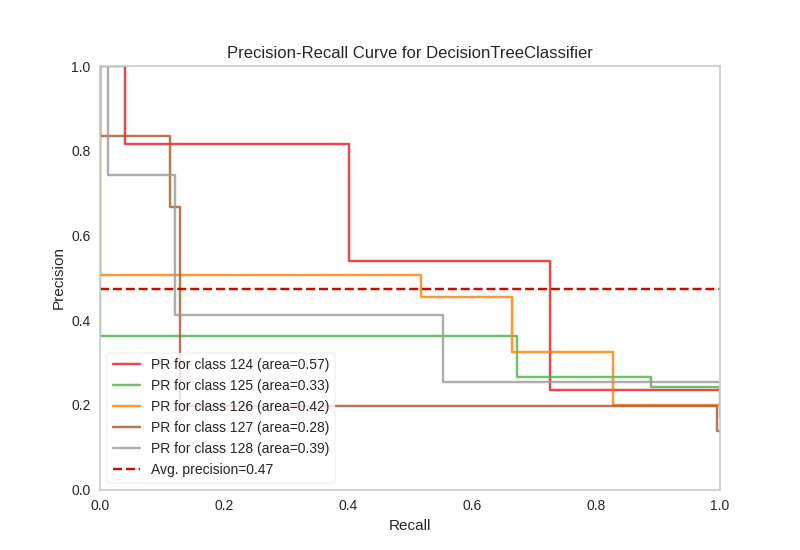 Precision-Recall Curve for DecisionTreeClassifier
1.0
0.8
0.6
0.4
0.2
0.0
Precision
PR for class 124 (area=0.57)
PR for class 125 (area=0.33)
PR for class 126 (area=0.42)
PR for class 127 (area=0.28)
PR for class 128 (area=0.39)
Avg. precision=0.47
0.0 0.2 0.4 0.6 0.8 1.0
Recall